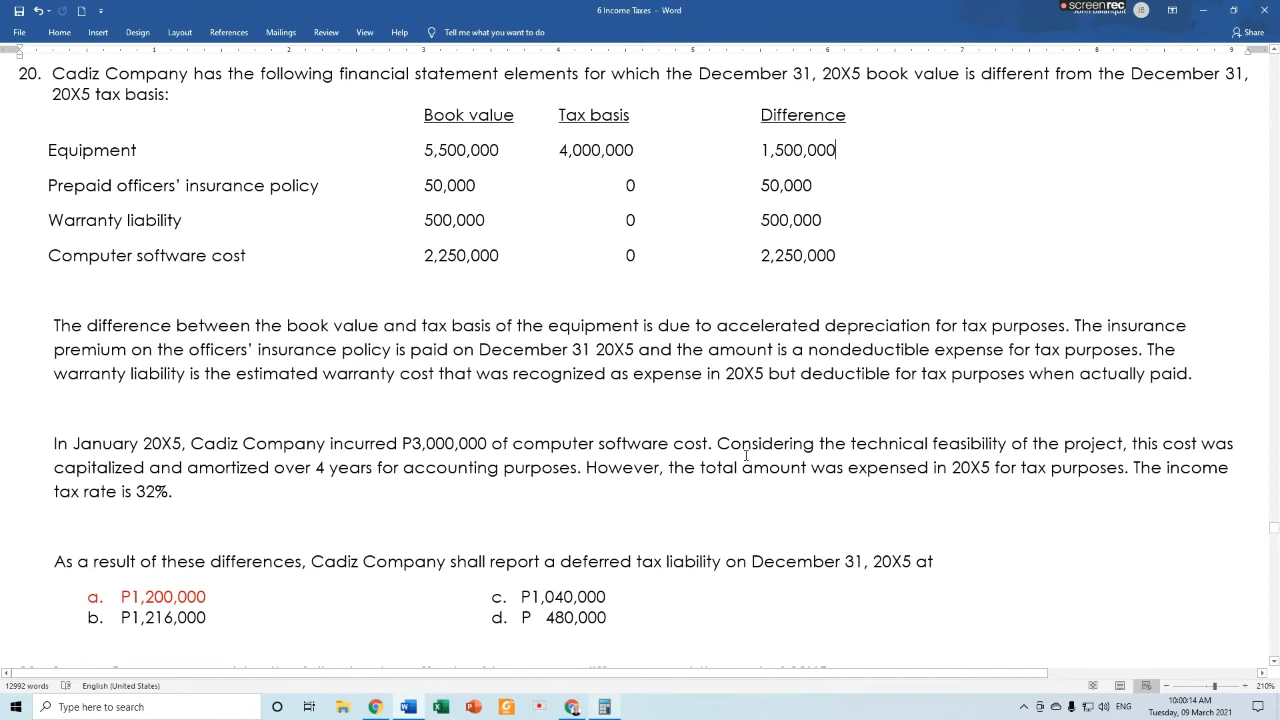 6 Income Taxes - Word
screenrec
JB
File Home Insert Design Layout References Mailings Review View Help Tell me what you want to do Share
1 2 3 4 5 6 7 8 9
20. Cadiz Company has the following financial statement elements for which the December 31, 20X5 book value is different from the December 31,
20X5 tax basis:
Book value Tax basis Difference
Equipment 5,500,000 4,000,000 1,500,000
Prepaid officers’ insurance policy 50,000 0 50,000
Warranty liability 500,000 0 500,000
Computer software cost 2,250,000 0 2,250,000
The difference between the book value and tax basis of the equipment is due to accelerated depreciation for tax purposes. The insurance
premium on the officers’ insurance policy is paid on December 31 20X5 and the amount is a nondeductible expense for tax purposes. The
warranty liability is the estimated warranty cost that was recognized as expense in 20X5 but deductible for tax purposes when actually paid.
In January 20X5, Cadiz Company incurred P3,000,000 of computer software cost. Considering the technical feasibility of the project, this cost was
capitalized and amortized over 4 years for accounting purposes. However, the total amount was expensed in 20X5 for tax purposes. The income
tax rate is 32%.
As a result of these differences, Cadiz Company shall report a deferred tax liability on December 31, 20X5 at
a. P1,200,000 c. P1,040,000
b. P1,216,000 d. P 480,000
12992 words English (United States) 210%
Type here to search ENG 10:00:14 AM
Tuesday, 09 March 2021